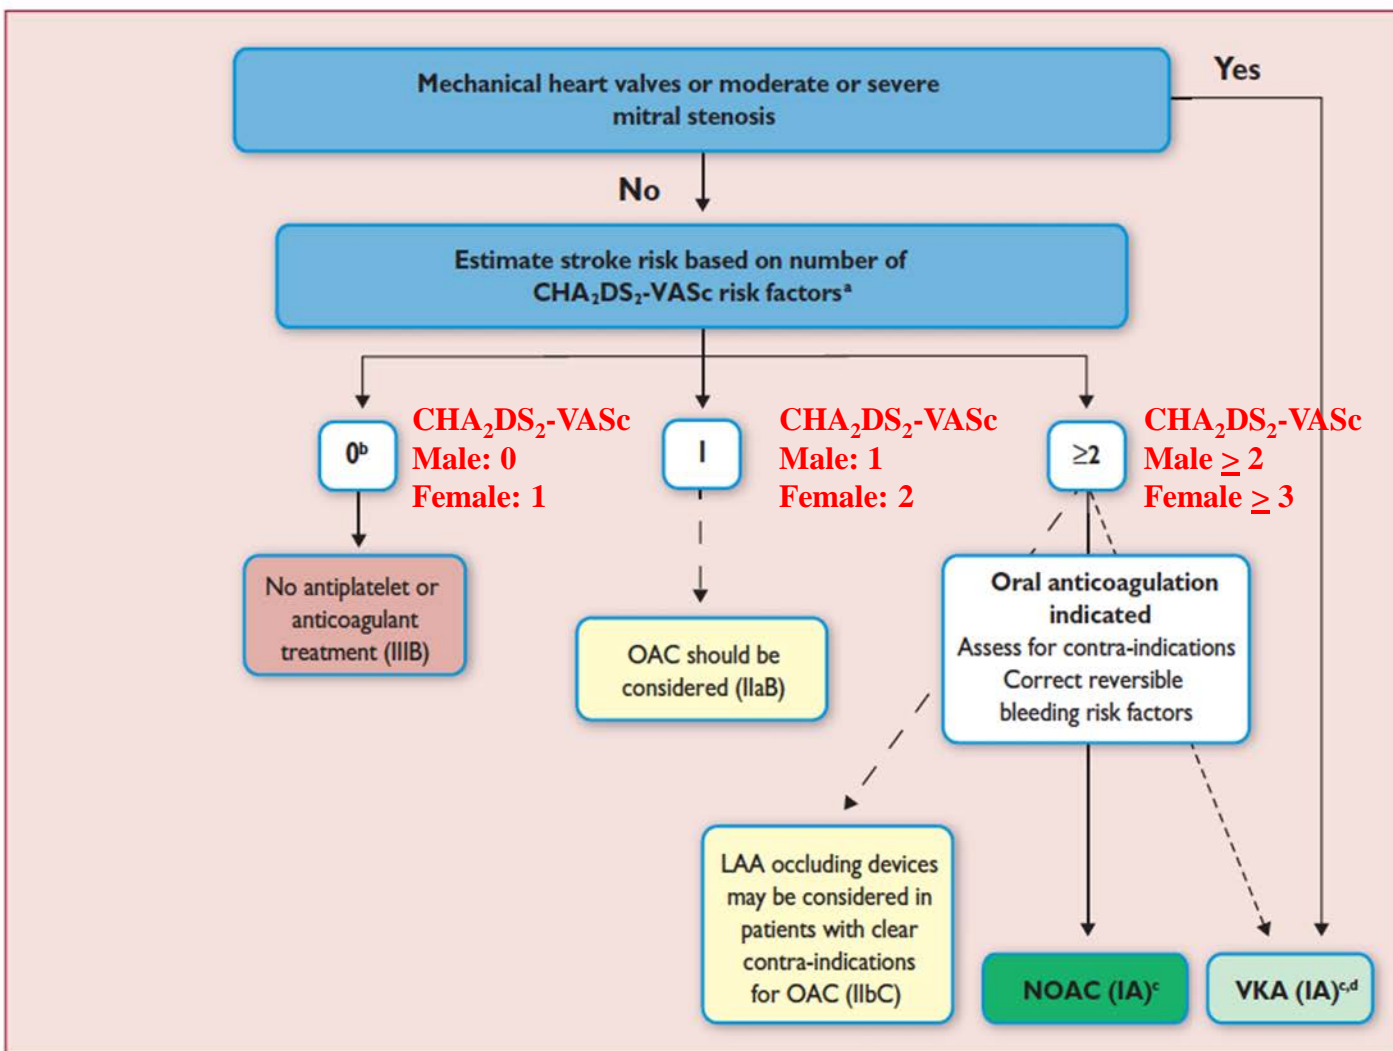 Mechanical heart valves or moderate or severe
mitral stenosis
Yes
No
Estimate stroke risk based on number of
CHA₂DS₂-VASc risk factorsᵃ
0ᵇ
CHA₂DS₂-VASc
Male: 0
Female: 1
1
CHA₂DS₂-VASc
Male: 1
Female: 2
≥2
CHA₂DS₂-VASc
Male ≥ 2
Female ≥ 3
No antiplatelet or
anticoagulant
treatment (IIIB)
OAC should be
considered (IIaB)
Oral anticoagulation
indicated
Assess for contra-indications
Correct reversible
bleeding risk factors
LAA occluding devices
may be considered in
patients with clear
contra-indications
for OAC (IIbC)
NOAC (IA)ᶜ
VKA (IA)ᶜ,ᵈ